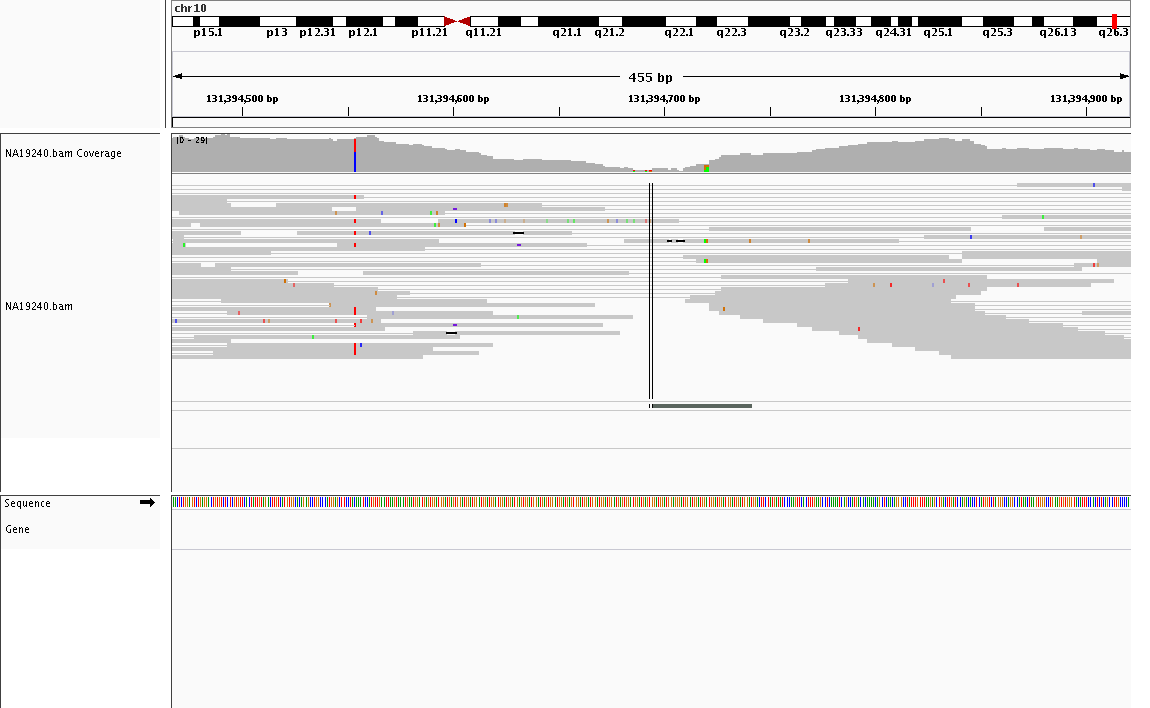 chr10
p15.1 p13 p12.31 p12.1 p11.21 q11.21 q21.1 q21.2 q22.1 q22.3 q23.2 q23.33 q24.31 q25.1 q25.3 q26.13 q26.3
455 bp
131,394,500 bp 131,394,600 bp 131,394,700 bp 131,394,800 bp 131,394,900 bp
NA19240.bam Coverage
[0 - 29]
NA19240.bam
Sequence
Gene